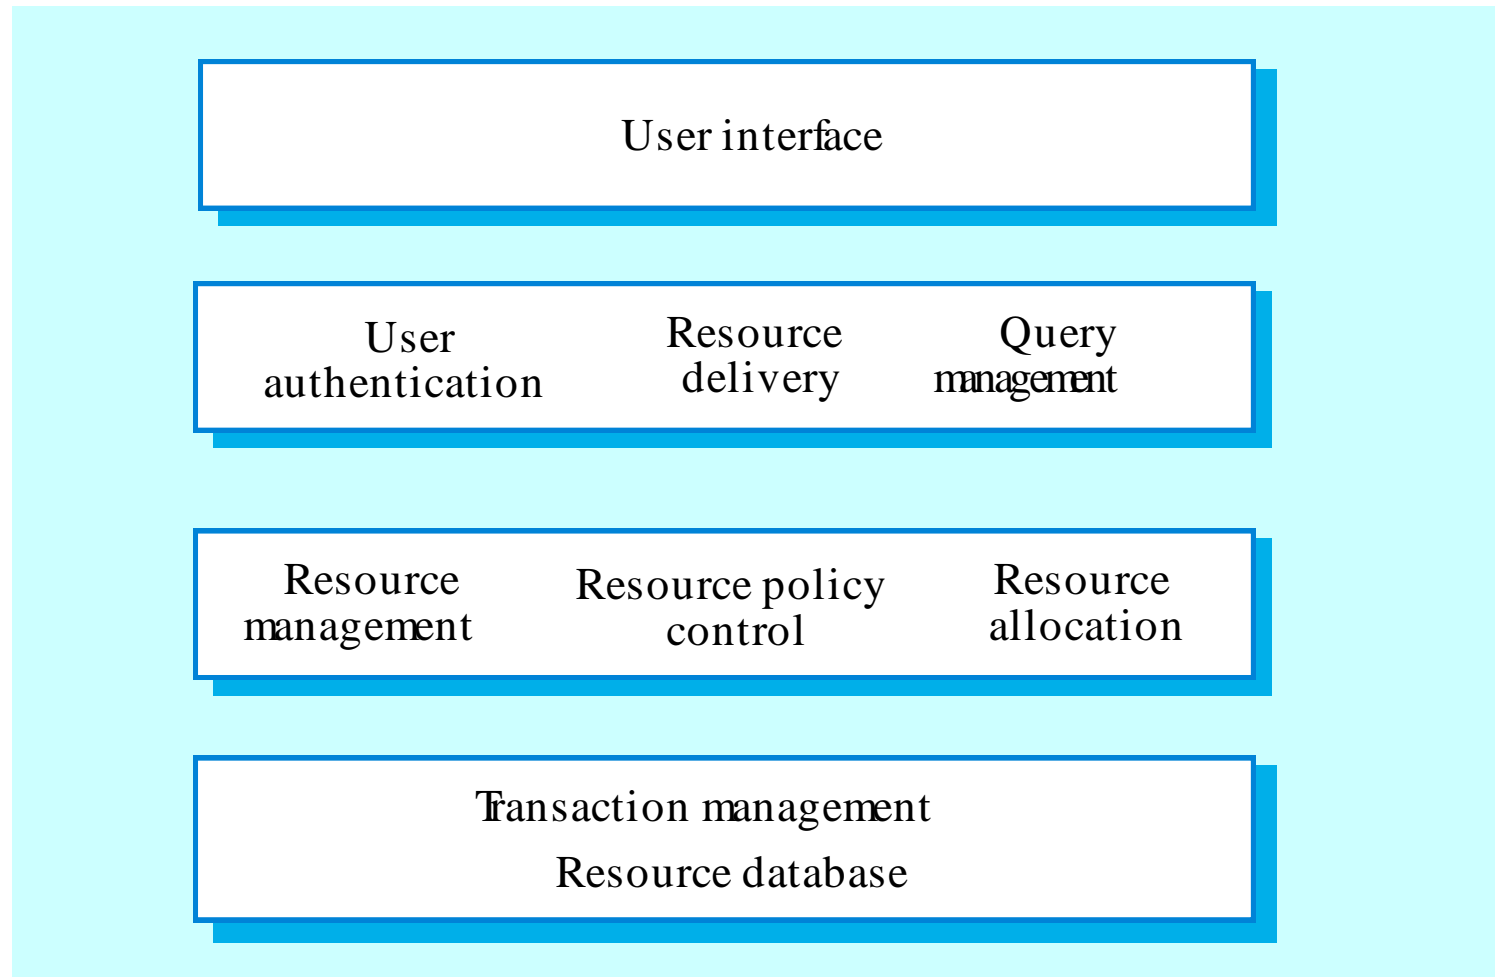 User interface
User
authentication
Resource
delivery
Query
management
Resource
management
Resource policy
control
Resource
allocation
Transaction management
Resource database